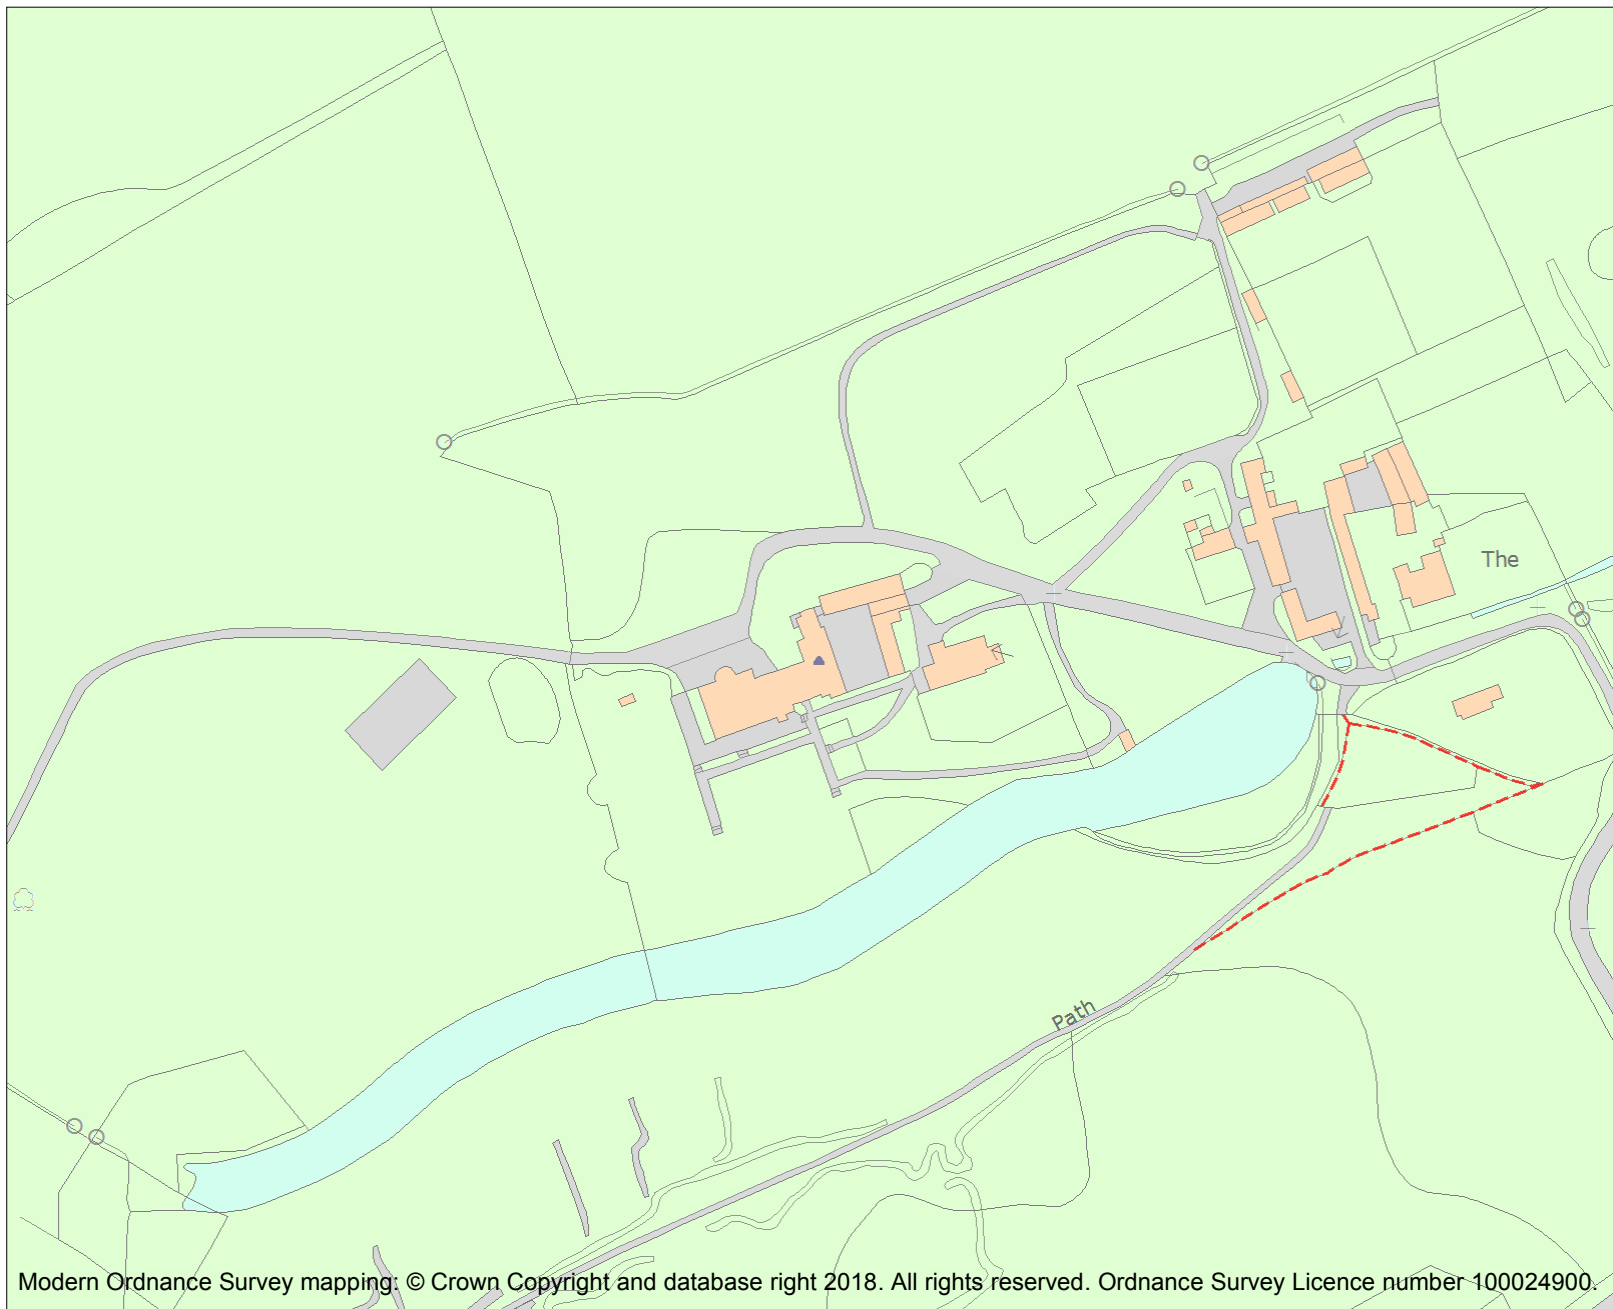 The
Path
Modern Ordnance Survey mapping: © Crown Copyright and database right 2018. All rights reserved. Ordnance Survey Licence number 100024900.